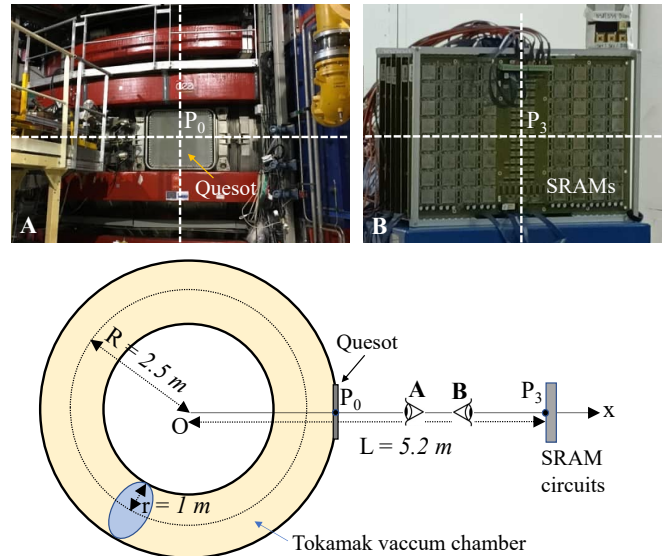 P0
Quesot
A
P3
SRAMs
B
Quesot
R = 2.5 m
P0
A
B
P3
x
O
L = 5.2 m
SRAM
circuits
r = 1 m
Tokamak vaccum chamber